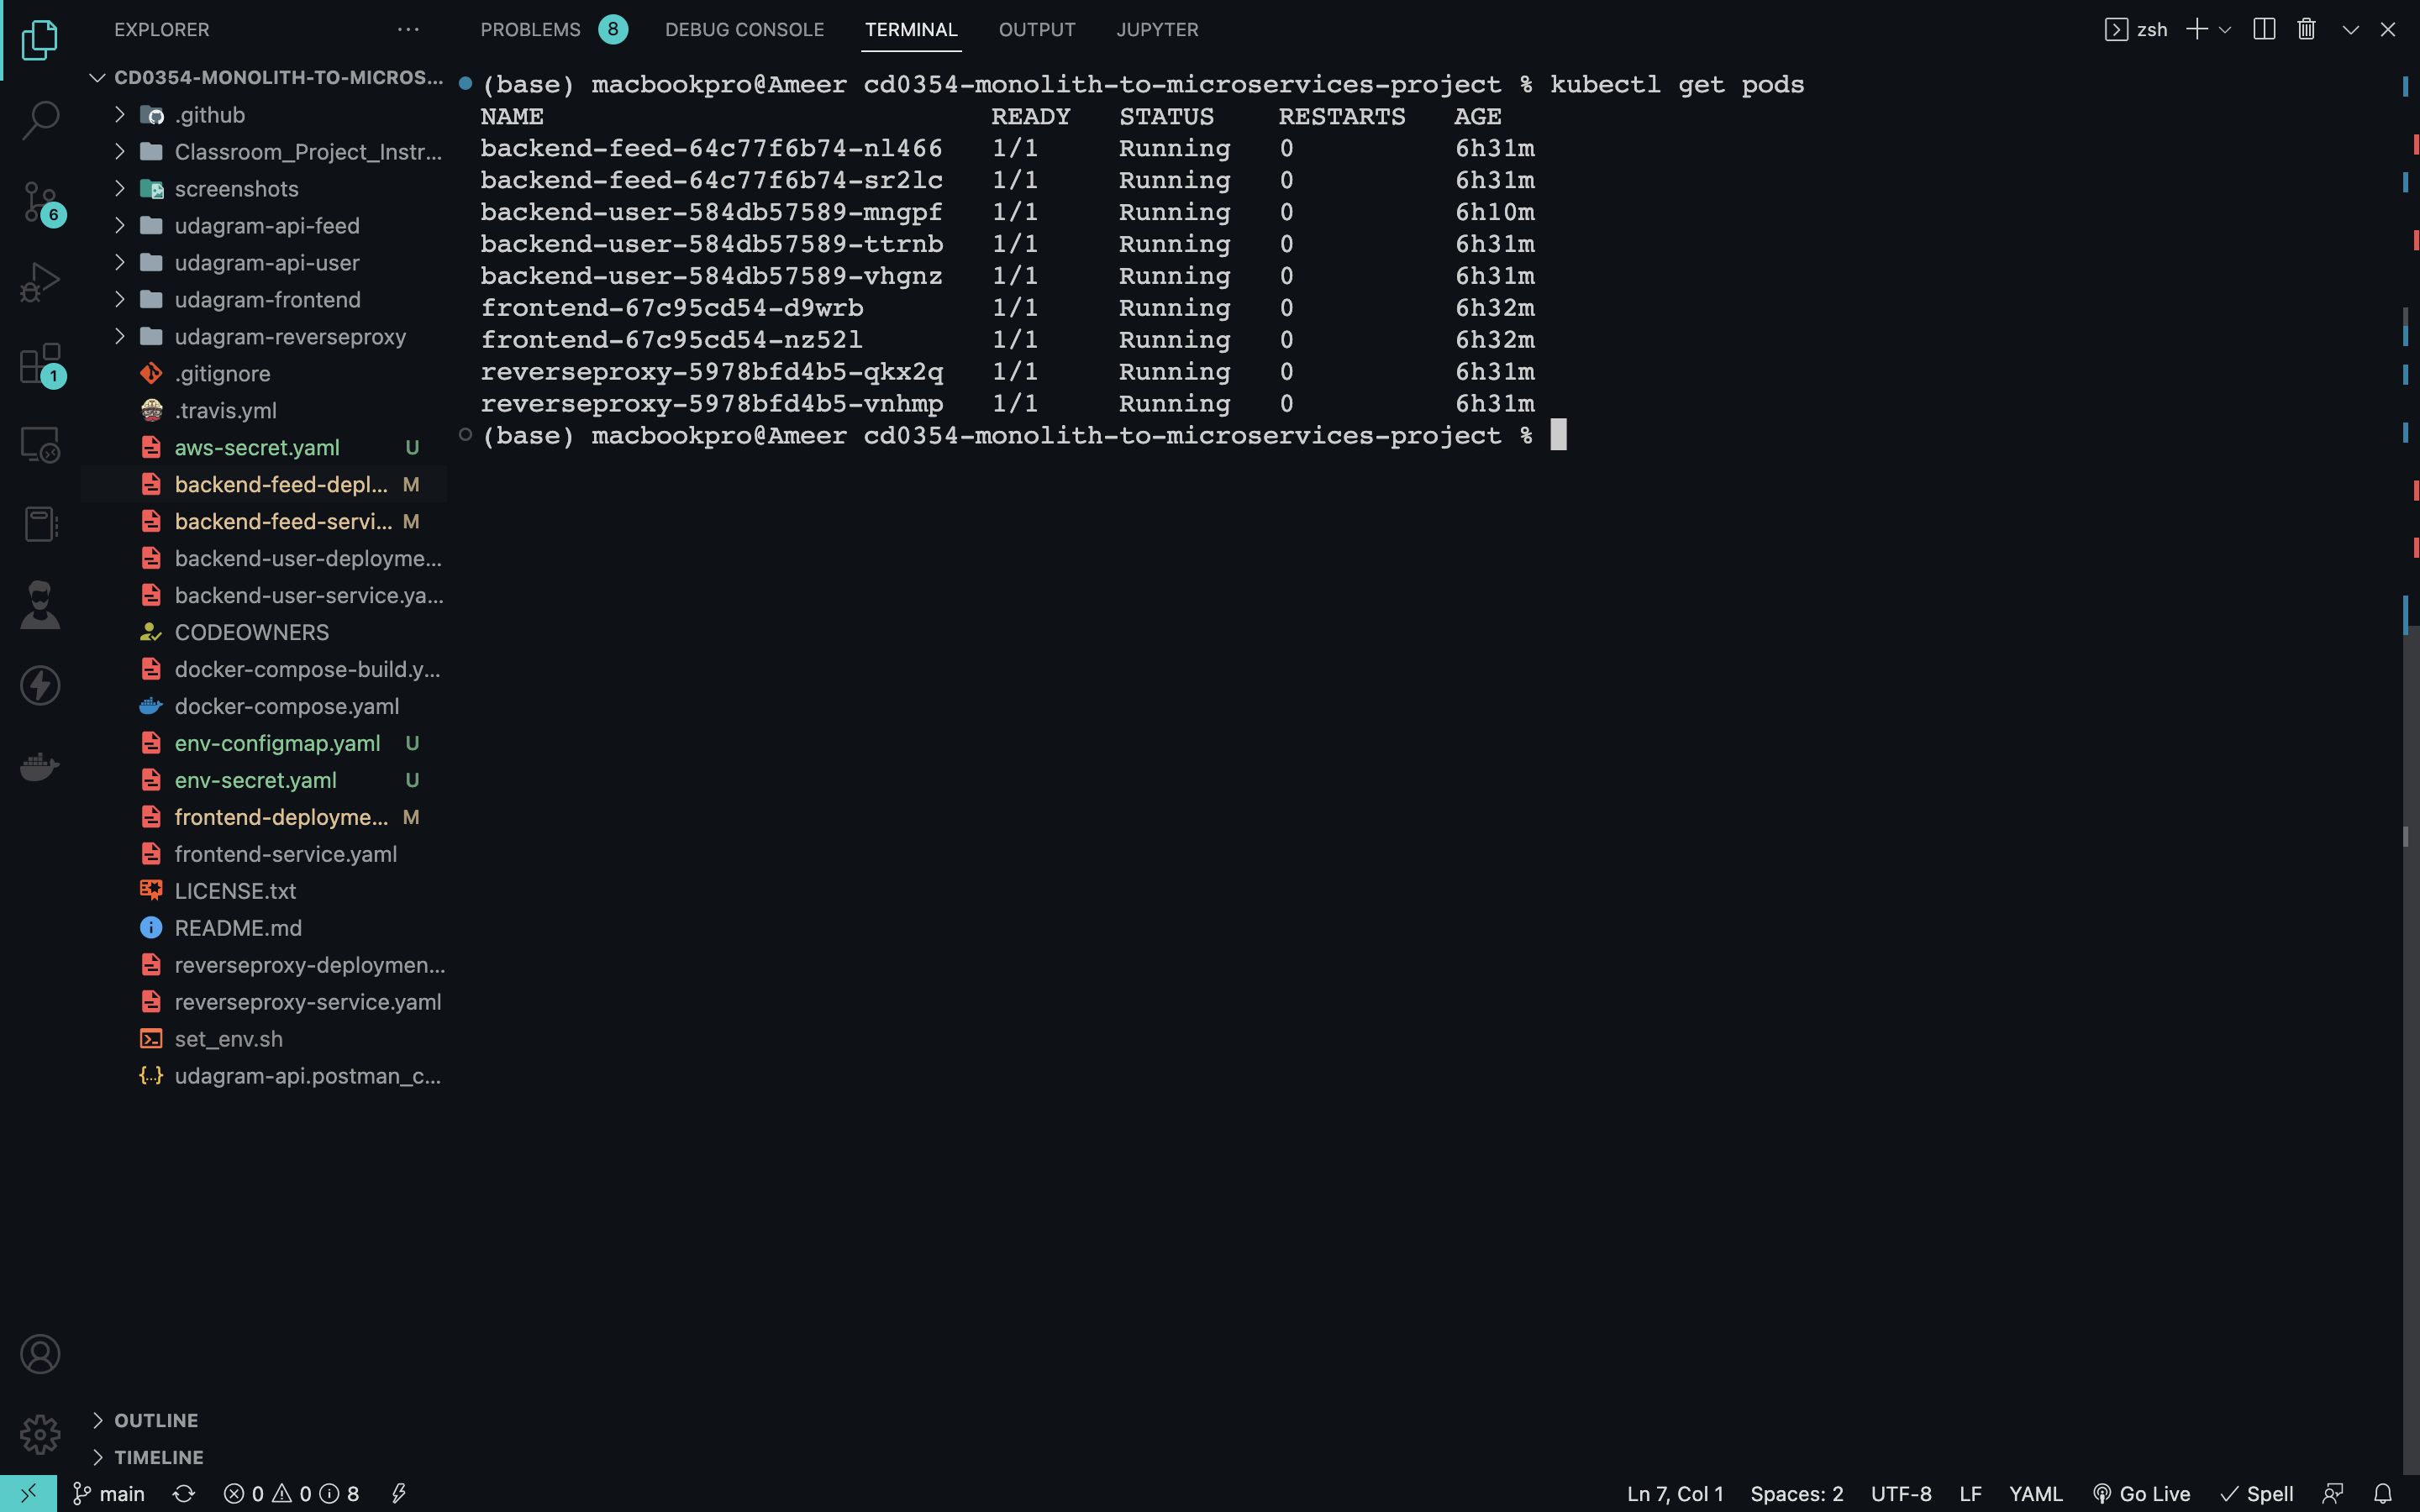 EXPLORER
CD0354-MONOLITH-TO-MICROS...
.github
Classroom_Project_Instr...
screenshots
udagram-api-feed
udagram-api-user
udagram-frontend
udagram-reverseproxy
.gitignore
.travis.yml
aws-secret.yaml U
backend-feed-depl... M
backend-feed-servi... M
backend-user-deployme...
backend-user-service.ya...
CODEOWNERS
docker-compose-build.y...
docker-compose.yaml
env-configmap.yaml U
env-secret.yaml U
frontend-deployme... M
frontend-service.yaml
LICENSE.txt
README.md
reverseproxy-deploymen...
reverseproxy-service.yaml
set_env.sh
udagram-api.postman_c...
OUTLINE
TIMELINE
6
1
PROBLEMS 8 DEBUG CONSOLE TERMINAL OUTPUT JUPYTER zsh
(base) macbookpro@Ameer cd0354-monolith-to-microservices-project % kubectl get pods
NAME READY STATUS RESTARTS AGE
backend-feed-64c77f6b74-nl466 1/1 Running 0 6h31m
backend-feed-64c77f6b74-sr2lc 1/1 Running 0 6h31m
backend-user-584db57589-mngpf 1/1 Running 0 6h10m
backend-user-584db57589-ttrnb 1/1 Running 0 6h31m
backend-user-584db57589-vhgnz 1/1 Running 0 6h31m
frontend-67c95cd54-d9wrb 1/1 Running 0 6h32m
frontend-67c95cd54-nz52l 1/1 Running 0 6h32m
reverseproxy-5978bfd4b5-qkx2q 1/1 Running 0 6h31m
reverseproxy-5978bfd4b5-vnhmp 1/1 Running 0 6h31m
(base) macbookpro@Ameer cd0354-monolith-to-microservices-project %
main 0 0 8 Ln 7, Col 1 Spaces: 2 UTF-8 LF YAML Go Live Spell